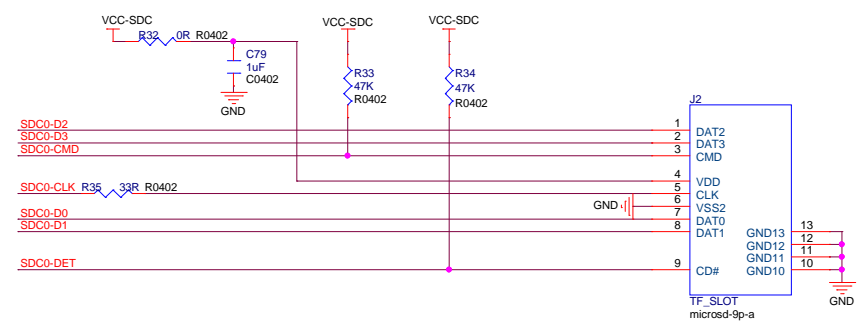 VCC-SDC
VCC-SDC
VCC-SDC
R32 0R R0402
C79
1uF
C0402
GND
R33
47K
R0402
R34
47K
R0402
J2
SDC0-D2 1 DAT2
SDC0-D3 2 DAT3
SDC0-CMD 3 CMD
4 VDD
SDC0-CLK R35 33R R0402 5 CLK
GND 6 VSS2
SDC0-D0 7 DAT0
SDC0-D1 8 DAT1
GND13 13
GND12 12
GND11 11
GND10 10
SDC0-DET 9 CD#
GND
TF_SLOT
microsd-9p-a